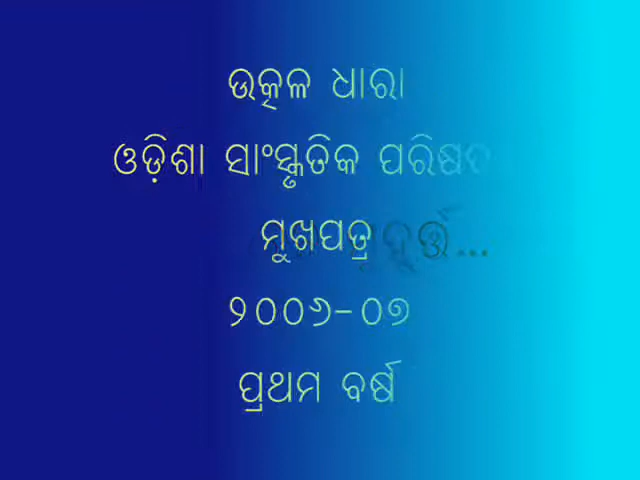 ଉତ୍କଳ ଧାରା
ଓଡ଼ିଶା ସାଂସ୍କୃତିକ ପରିଷଦ
ମୁଖପତ୍ର
୨୦୦୬-୦୭
ପ୍ରଥମ ବର୍ଷ